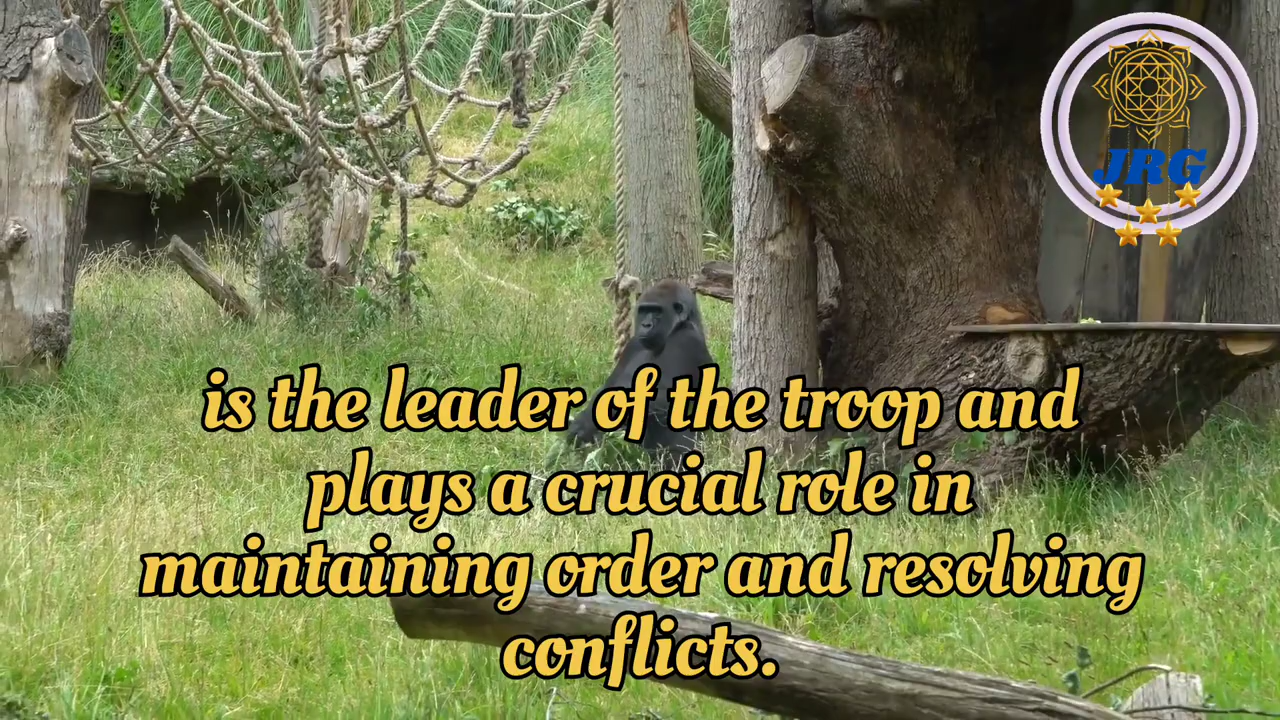 JRG
is the leader of the troop and
plays a crucial role in
maintaining order and resolving
conflicts.